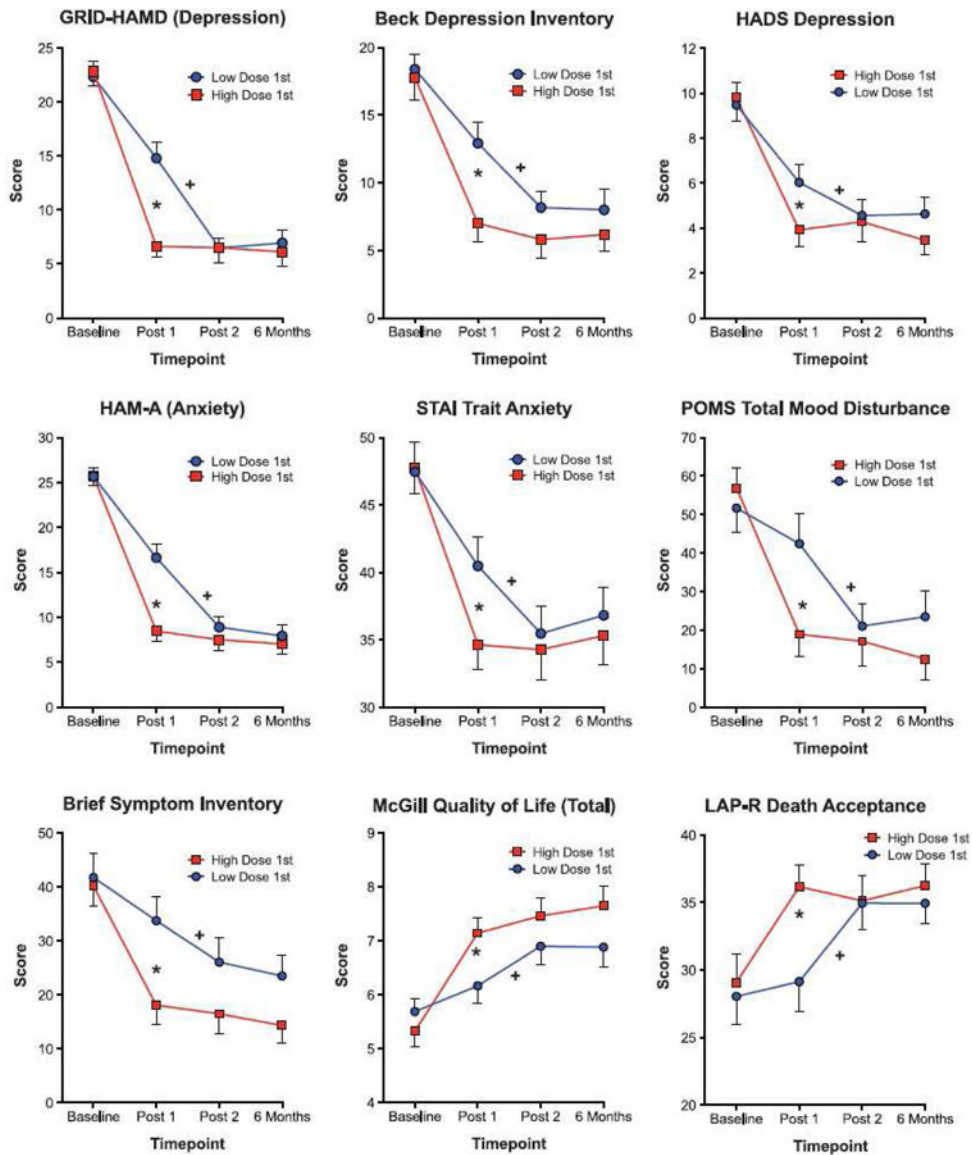 GRID-HAMD (Depression)
25
20
15
10
5
0
Score
Low Dose 1st
High Dose 1st
*
+
Baseline Post 1 Post 2 6 Months
Timepoint
Beck Depression Inventory
20
15
10
5
0
Score
Low Dose 1st
High Dose 1st
*
+
Baseline Post 1 Post 2 6 Months
Timepoint
HADS Depression
12
10
8
6
4
2
0
Score
High Dose 1st
Low Dose 1st
*
+
Baseline Post 1 Post 2 6 Months
Timepoint
HAM-A (Anxiety)
30
25
20
15
10
5
0
Score
Low Dose 1st
High Dose 1st
*
+
Baseline Post 1 Post 2 6 Months
Timepoint
STAI Trait Anxiety
50
45
40
35
30
Score
Low Dose 1st
High Dose 1st
*
+
Baseline Post 1 Post 2 6 Months
Timepoint
POMS Total Mood Disturbance
70
60
50
40
30
20
10
0
Score
High Dose 1st
Low Dose 1st
*
+
Baseline Post 1 Post 2 6 Months
Timepoint
Brief Symptom Inventory
50
40
30
20
10
0
Score
High Dose 1st
Low Dose 1st
*
+
Baseline Post 1 Post 2 6 Months
Timepoint
McGill Quality of Life (Total)
9
8
7
6
5
4
Score
High Dose 1st
Low Dose 1st
*
+
Baseline Post 1 Post 2 6 Months
Timepoint
LAP-R Death Acceptance
40
35
30
25
20
Score
High Dose 1st
Low Dose 1st
*
+
Baseline Post 1 Post 2 6 Months
Timepoint